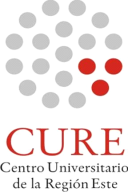 CURE
Centro Universitario
de la Región Este